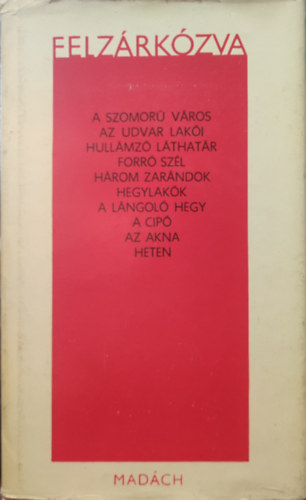 FELZÁRKÓZVA
A SZOMORÚ VÁROS
AZ UDVAR LAKÓI
HULLÁMZÓ LÁTHATÁR
FORRÓ SZÉL
HÁROM ZARÁNDOK
HEGYLAKÓK
A LÁNGOLÓ HEGY
A CIPŐ
AZ AKNA
HETEN
MADÁCH